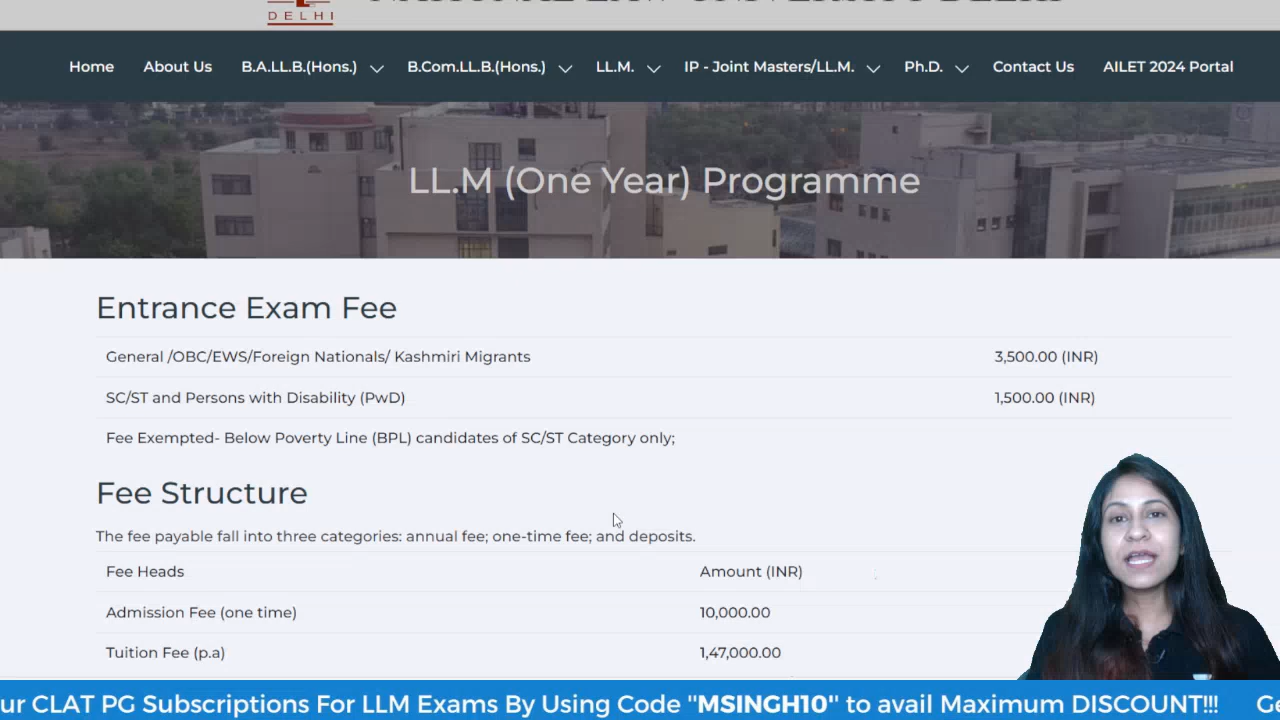 DELHI
Home About Us B.A.LL.B.(Hons.) B.Com.LL.B.(Hons.) LL.M. IP - Joint Masters/LL.M. Ph.D. Contact Us AILET 2024 Portal
LL.M (One Year) Programme
Entrance Exam Fee
General /OBC/EWS/Foreign Nationals/ Kashmiri Migrants 3,500.00 (INR)
SC/ST and Persons with Disability (PwD) 1,500.00 (INR)
Fee Exempted- Below Poverty Line (BPL) candidates of SC/ST Category only;
Fee Structure
The fee payable fall into three categories: annual fee; one-time fee; and deposits.
Fee Heads Amount (INR)
Admission Fee (one time) 10,000.00
Tuition Fee (p.a) 1,47,000.00
ur CLAT PG Subscriptions For LLM Exams By Using Code "MSINGH10" to avail Maximum DISCOUNT!!! Ge